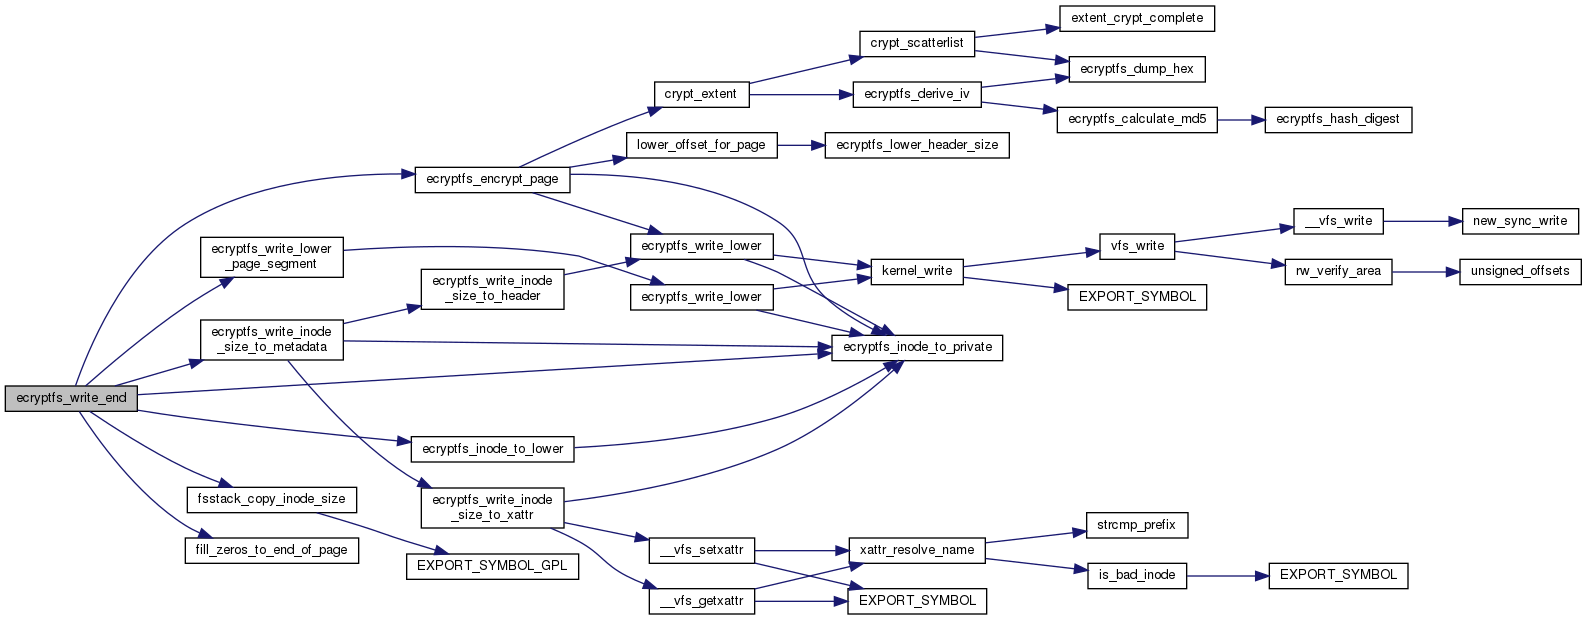 extent_crypt_complete
crypt_scatterlist
ecryptfs_dump_hex
crypt_extent
ecryptfs_derive_iv
ecryptfs_calculate_md5
ecryptfs_hash_digest
lower_offset_for_page
ecryptfs_lower_header_size
ecryptfs_encrypt_page
__vfs_write
new_sync_write
ecryptfs_write_lower
_page_segment
ecryptfs_write_lower
vfs_write
kernel_write
rw_verify_area
unsigned_offsets
ecryptfs_write_inode
_size_to_header
ecryptfs_write_lower
EXPORT_SYMBOL
ecryptfs_write_inode
_size_to_metadata
ecryptfs_inode_to_private
ecryptfs_write_end
ecryptfs_inode_to_lower
fsstack_copy_inode_size
ecryptfs_write_inode
_size_to_xattr
strcmp_prefix
fill_zeros_to_end_of_page
__vfs_setxattr
xattr_resolve_name
EXPORT_SYMBOL_GPL
is_bad_inode
EXPORT_SYMBOL
__vfs_getxattr
EXPORT_SYMBOL